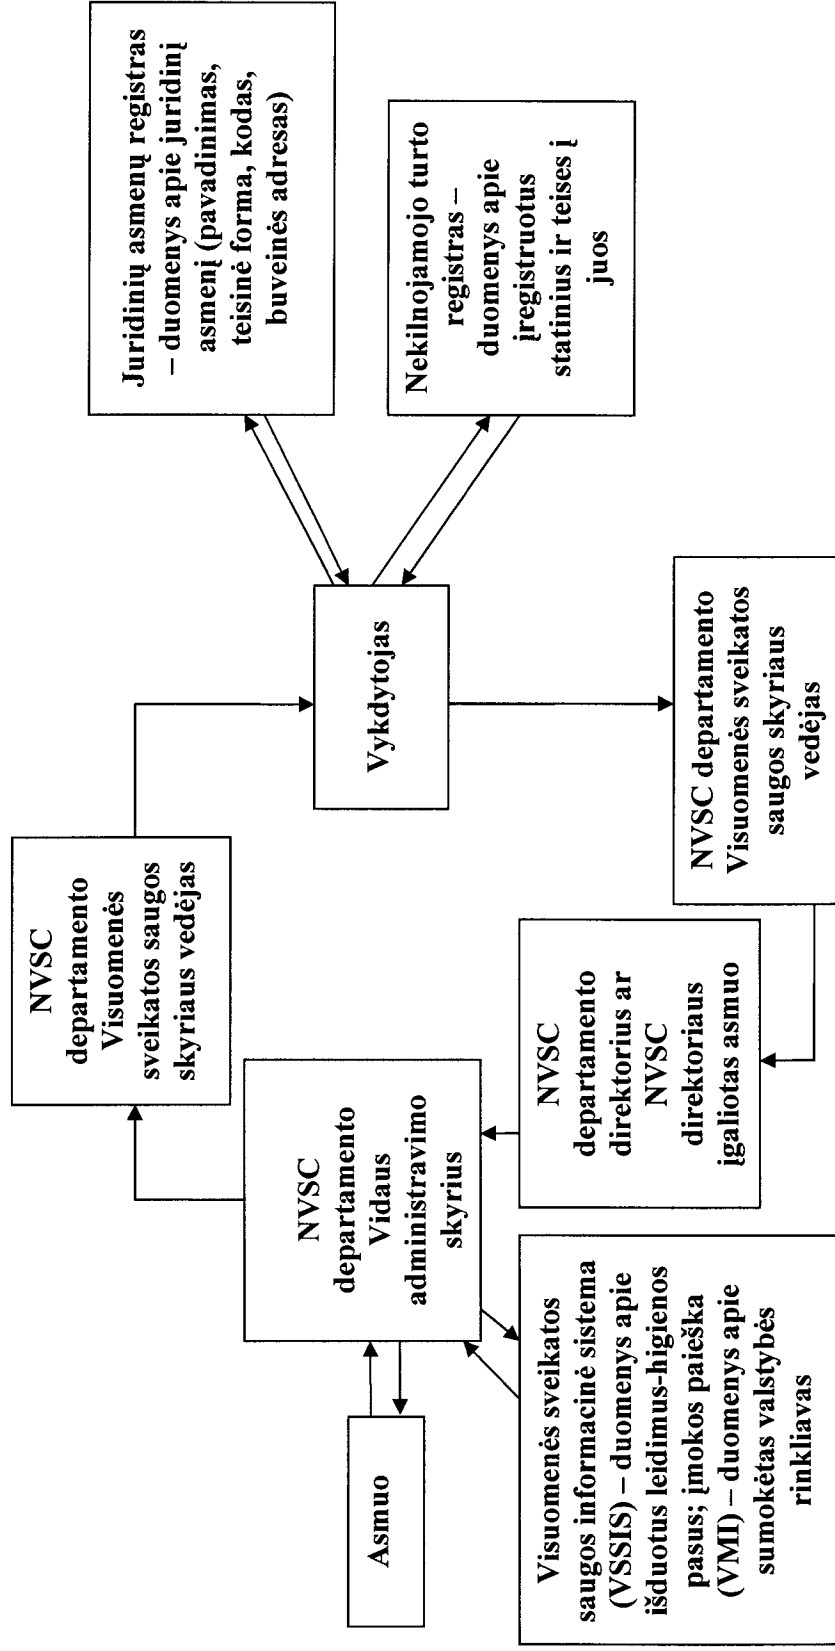 Asmuo
Visuomenės sveikatos
saugos informacinė sistema
(VSSIS) – duomenys apie
išduotus leidimus-higienos
pasus; įmokos paieška
(VMI) – duomenys apie
sumokėtas valstybės
rinkliavas
NVSC
departamento
Vidaus
administravimo
skyrius
NVSC
departamento
direktorius ar
NVSC
direktoriaus
įgaliotas asmuo
NVSC
departamento
Visuomenės
sveikatos saugos
skyriaus vedėjas
Vykdytojas
NVSC departamento
Visuomenės sveikatos
saugos skyriaus
vedėjas
Juridinių asmenų registras
– duomenys apie juridinį
asmenį (pavadinimas,
teisinė forma, kodas,
buveinės adresas)
Nekilnojamojo turto
registras –
duomenys apie
įregistruotus
statinius ir teises į
juos